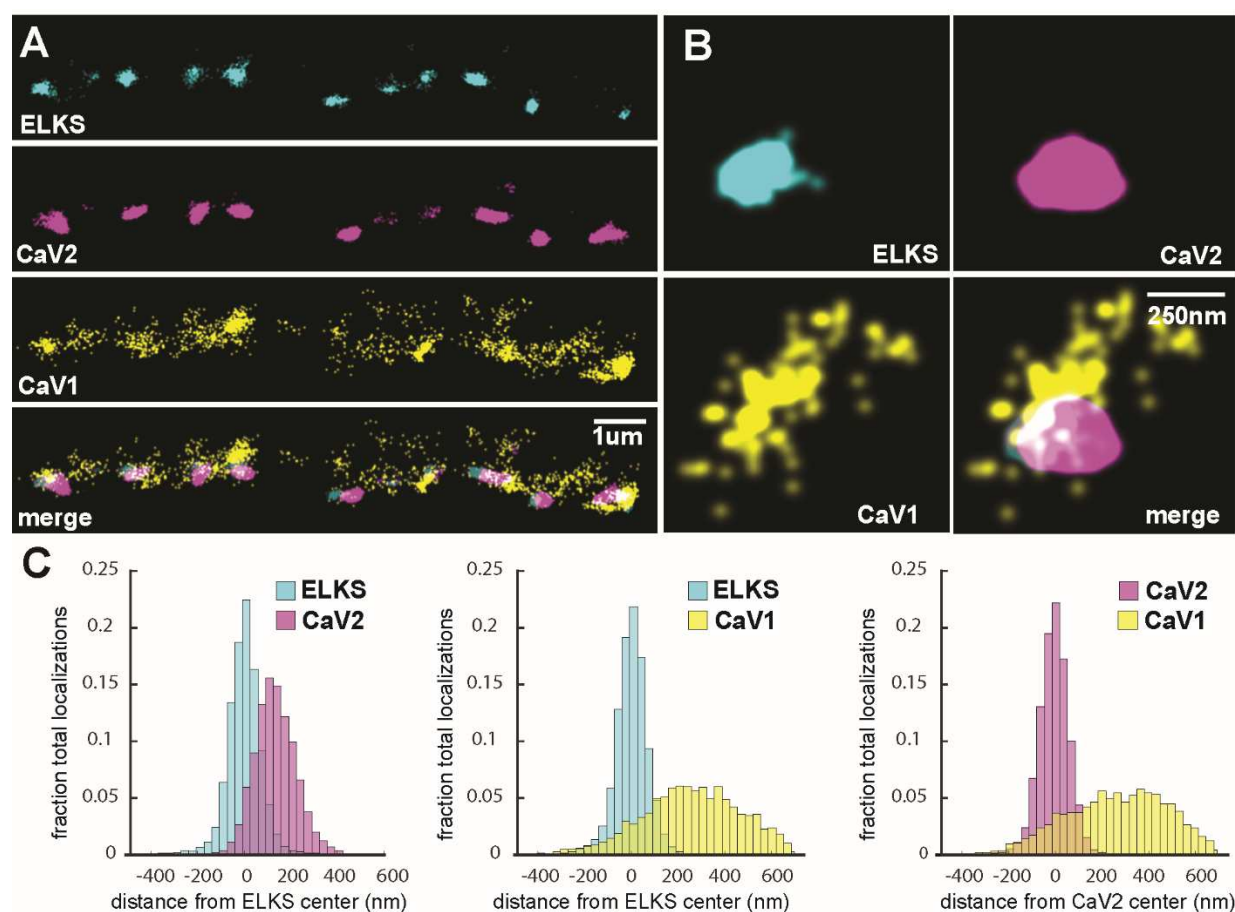 A
ELKS
CaV2
CaV1
1um
merge
B
ELKS
CaV2
CaV1
250nm
merge
C
0.25
0.2
0.15
0.1
0.05
0
fraction total localizations
ELKS
CaV2
-400 -200 0 200 400 600
distance from ELKS center (nm)
0.25
0.2
0.15
0.1
0.05
0
fraction total localizations
ELKS
CaV1
-400 -200 0 200 400 600
distance from ELKS center (nm)
0.25
0.2
0.15
0.1
0.05
0
fraction total localizations
CaV2
CaV1
-400 -200 0 200 400 600
distance from CaV2 center (nm)